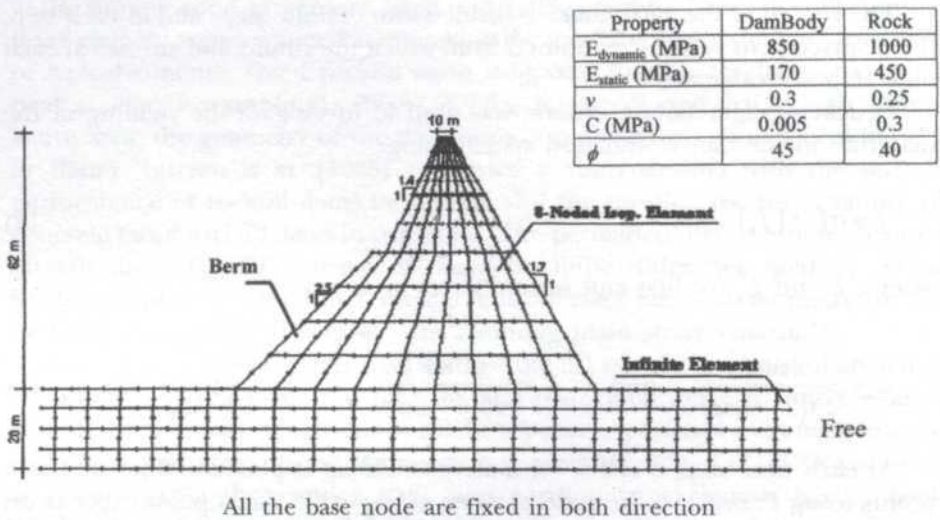 Property DamBody Rock
E_dynamic (MPa) 850 1000
E_static (MPa) 170 450
ν 0.3 0.25
C (MPa) 0.005 0.3
ϕ 45 40
10 m
1.4
1
8-Noded Isop. Element
62 m
Berm
1.7
1
2.5
1
Infinite Element
20 m
Free
All the base node are fixed in both direction